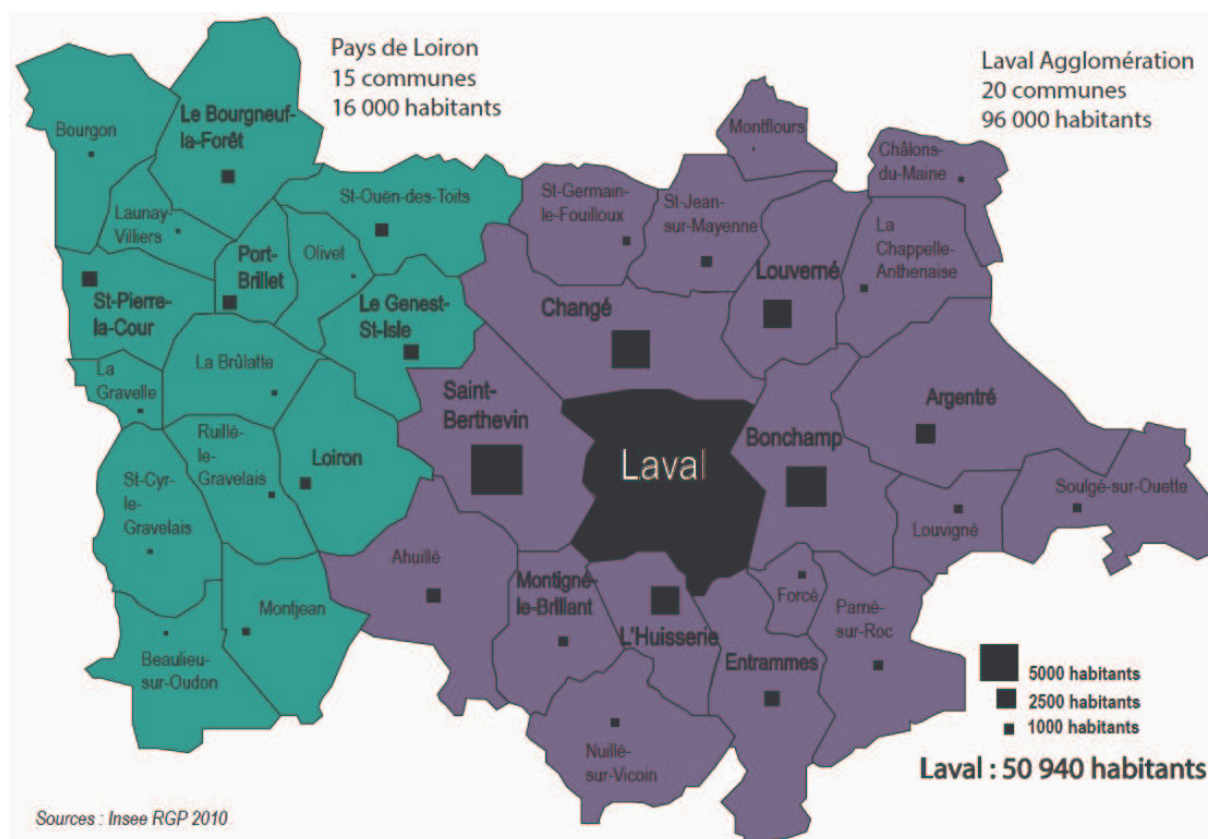 Pays de Loiron
15 communes
16 000 habitants
Laval Agglomération
20 communes
96 000 habitants
Bourgon
Le Bourgneuf-
la-Forêt
Montflours
Châlons-
du-Maine
Launay-
Villiers
St-Ouën-des-Toits
St-Germain-
le-Fouilloux
St-Jean-
sur-Mayenne
La
Chappelle-
Anthenaise
Port-
Brillet
Olivet
Louverné
St-Pierre-
la-Cour
Le Genest-
St-Isle
Changé
La
Gravelle
La Brûlatte
Saint-
Berthevin
Argentré
Ruillé-
le-
Gravelais
Loiron
Laval
Bonchamp
St-Cyr-
le-
Gravelais
Soulgé-sur-Ouette
Louvigné
Ahuillé
Montigné-
le-Brillant
Forcé
Montjean
L'Huisserie
Parné-
sur-Roc
Beaulieu-
sur-Oudon
Entrammes
Nuillé-
sur-Vicoin
5000 habitants
2500 habitants
1000 habitants
Laval : 50 940 habitants
Sources : Insee RGP 2010